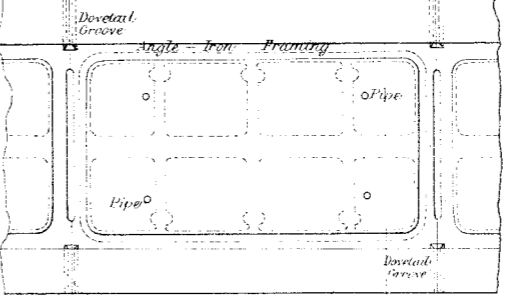 Dovetail
Groove
Angle - Iron Framing
Pipe
Pipe
Dovetail
Groove